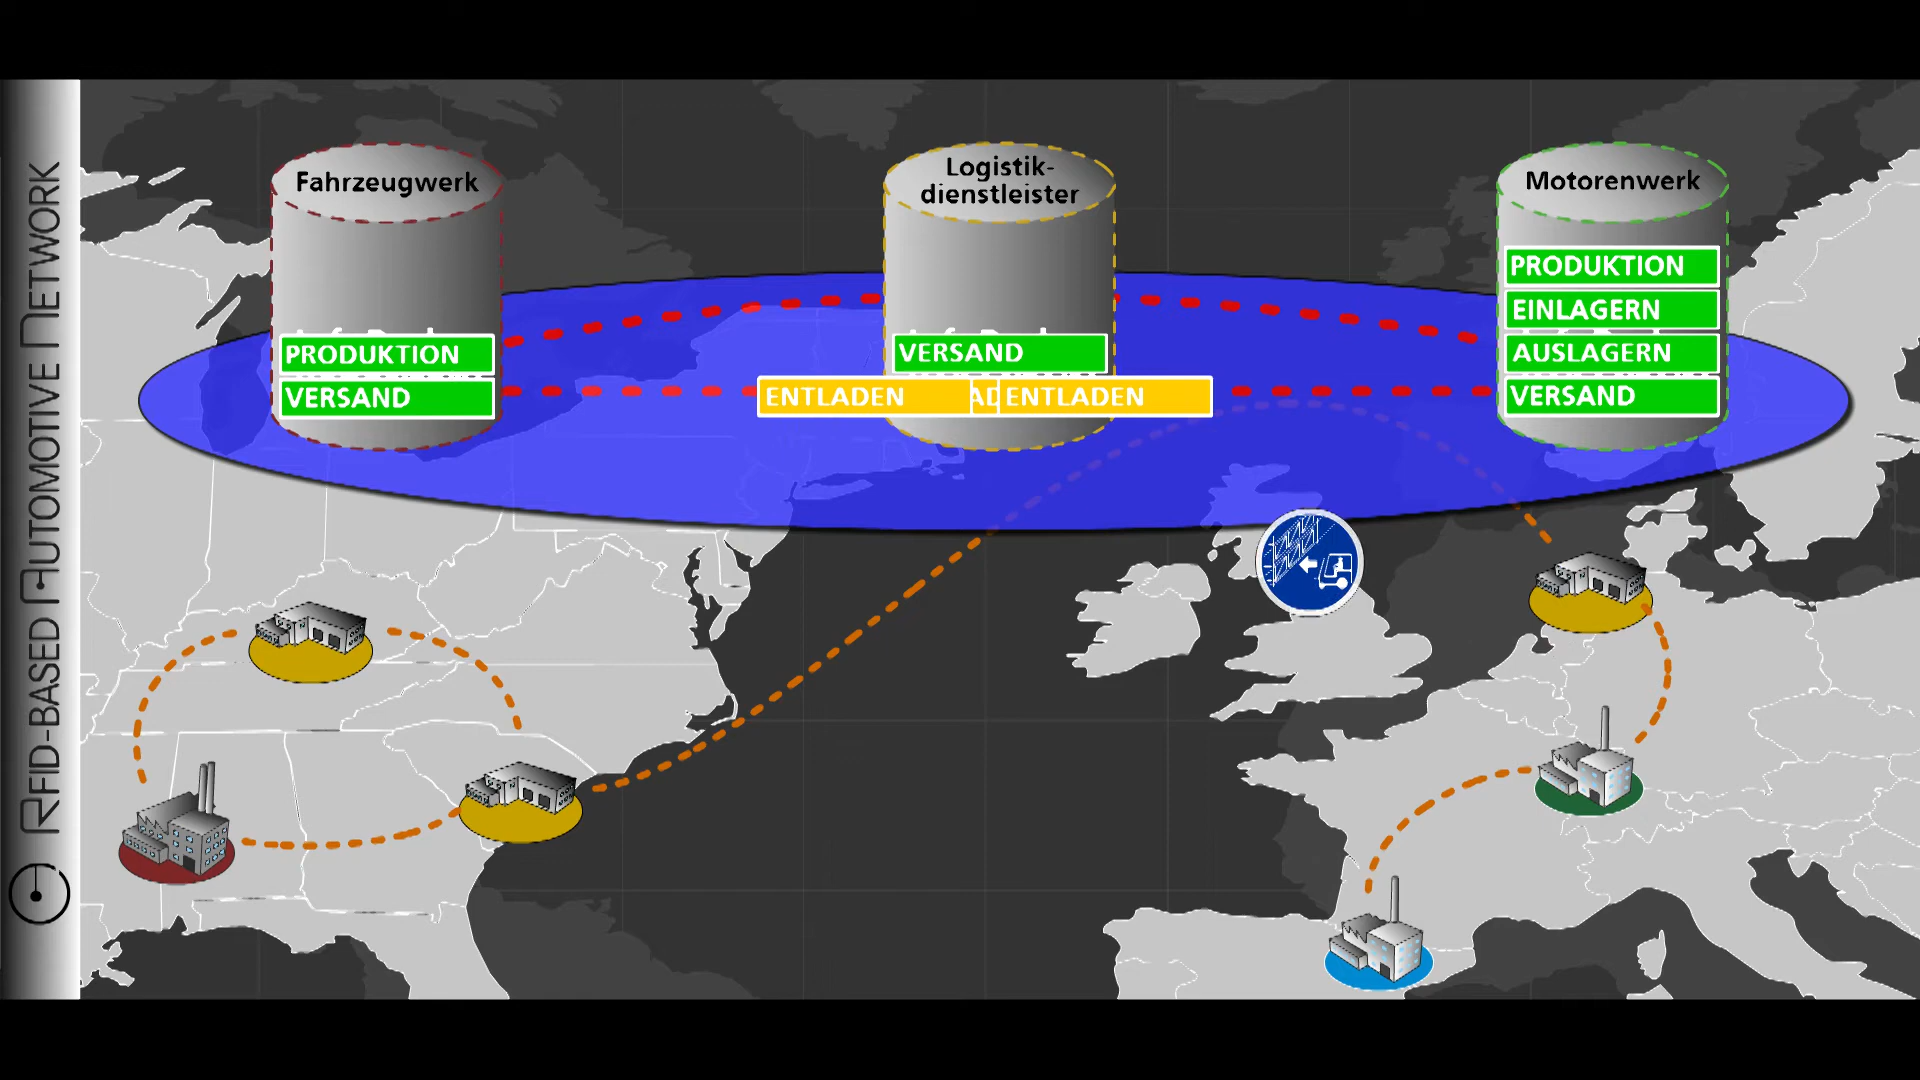 RFID-BASED AUTOMOTIVE NETWORK
Fahrzeugwerk
PRODUKTION
VERSAND
Logistik-
dienstleister
VERSAND
ENTLADEN
ENTLADEN
Motorenwerk
PRODUKTION
EINLAGERN
AUSLAGERN
VERSAND